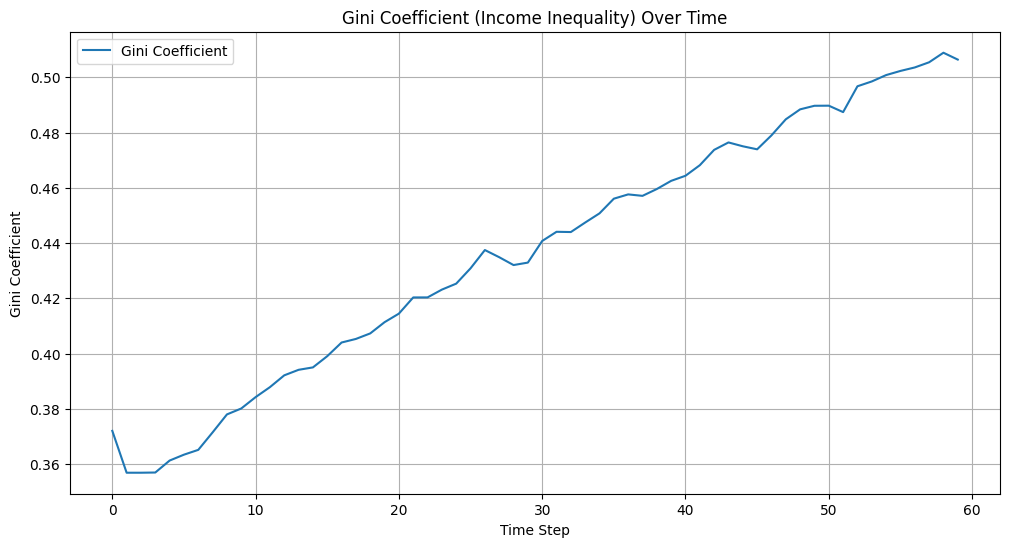 Gini Coefficient (Income Inequality) Over Time
Gini Coefficient
Gini Coefficient
0.50
0.48
0.46
0.44
0.42
0.40
0.38
0.36
0 10 20 30 40 50 60
Time Step